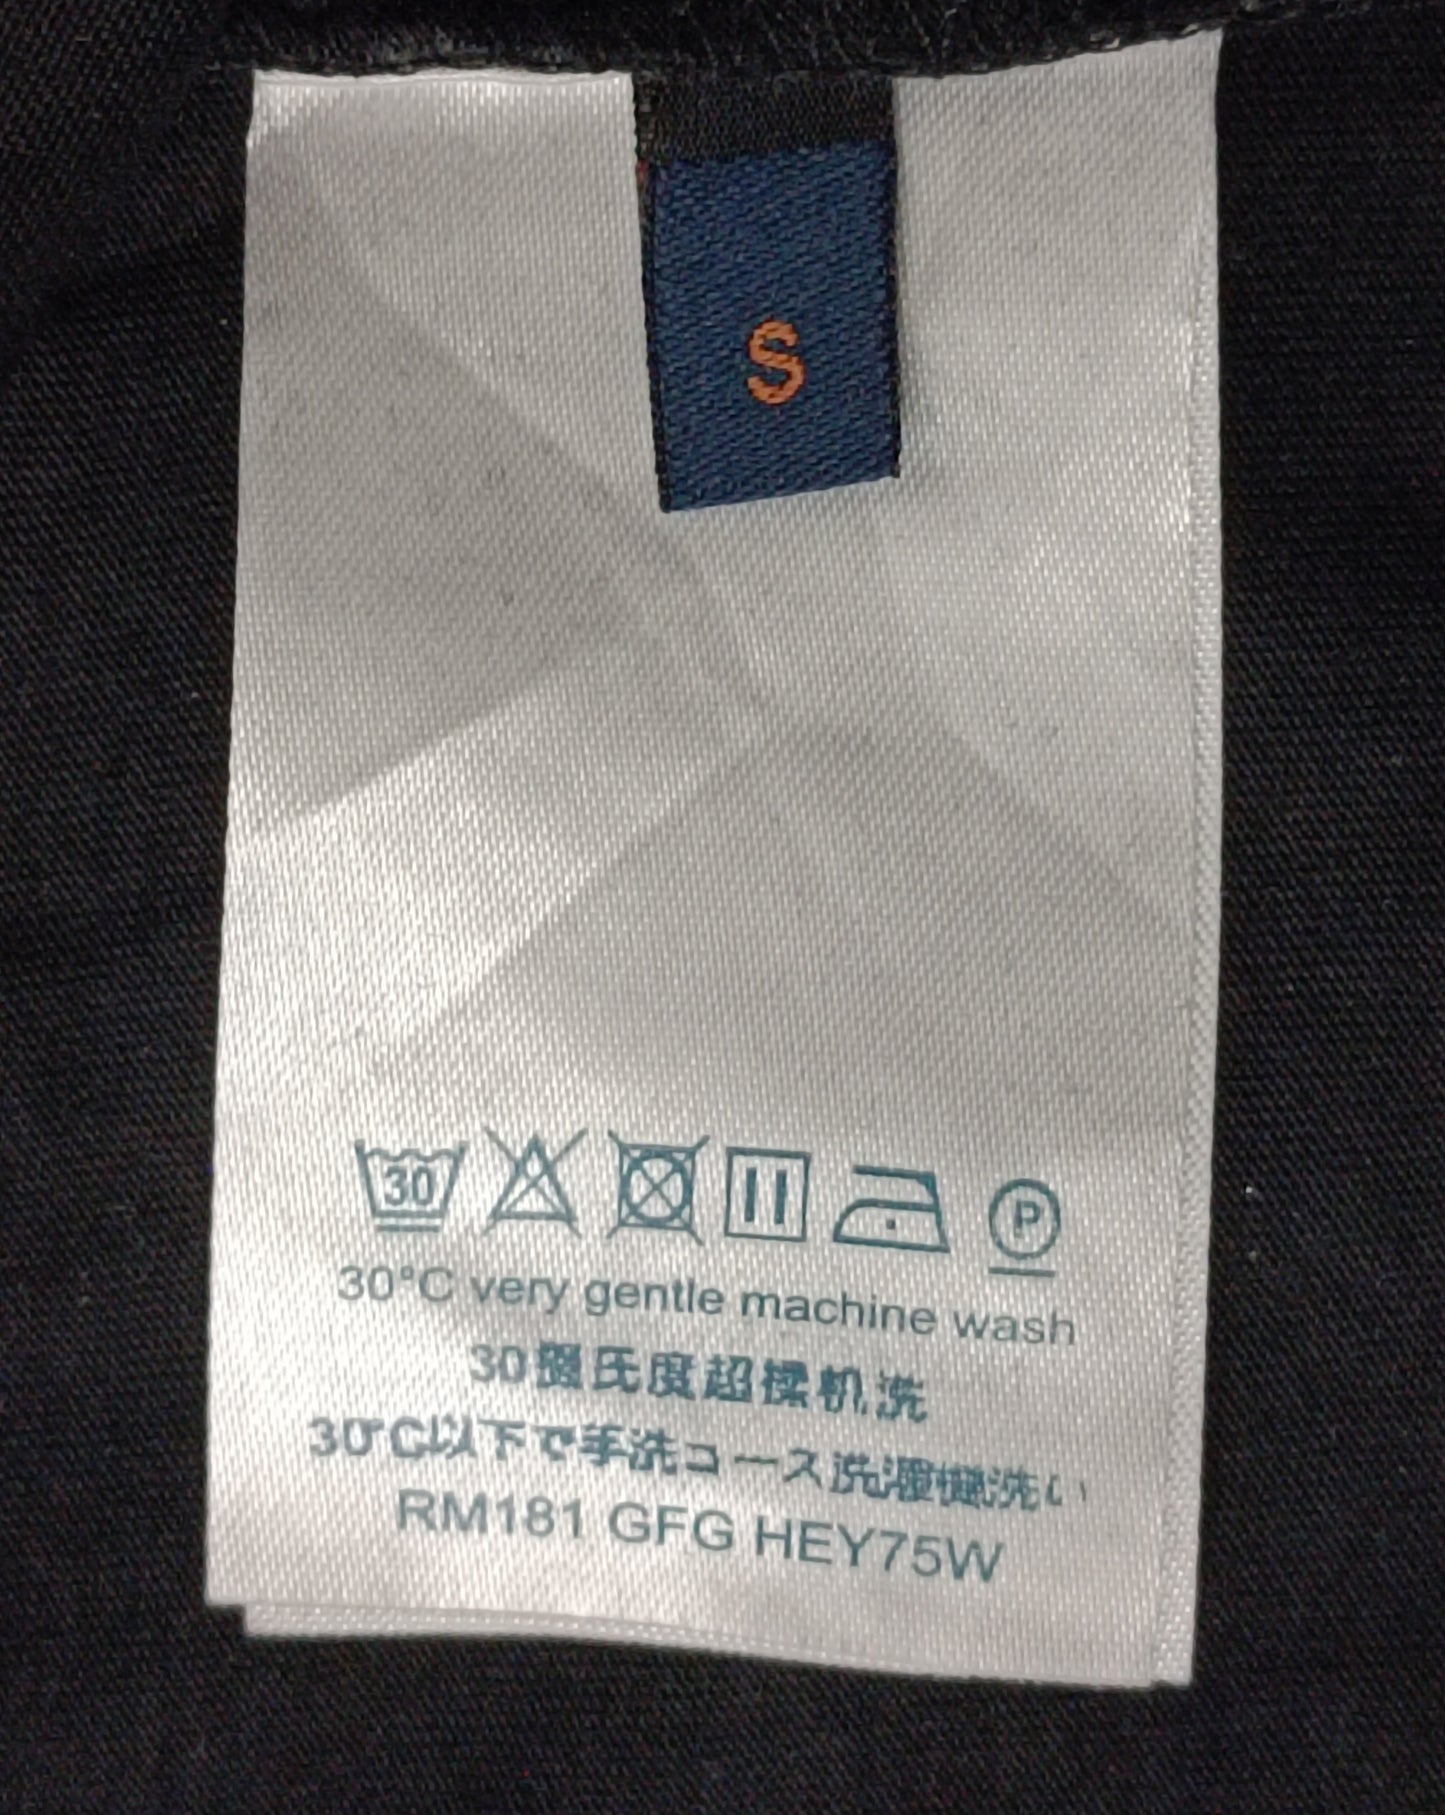 S
30
P
30°C very gentle machine wash
30摄氏度超柔机洗
30°C以下で手洗コース洗濯機洗い
RM181 GFG HEY75W